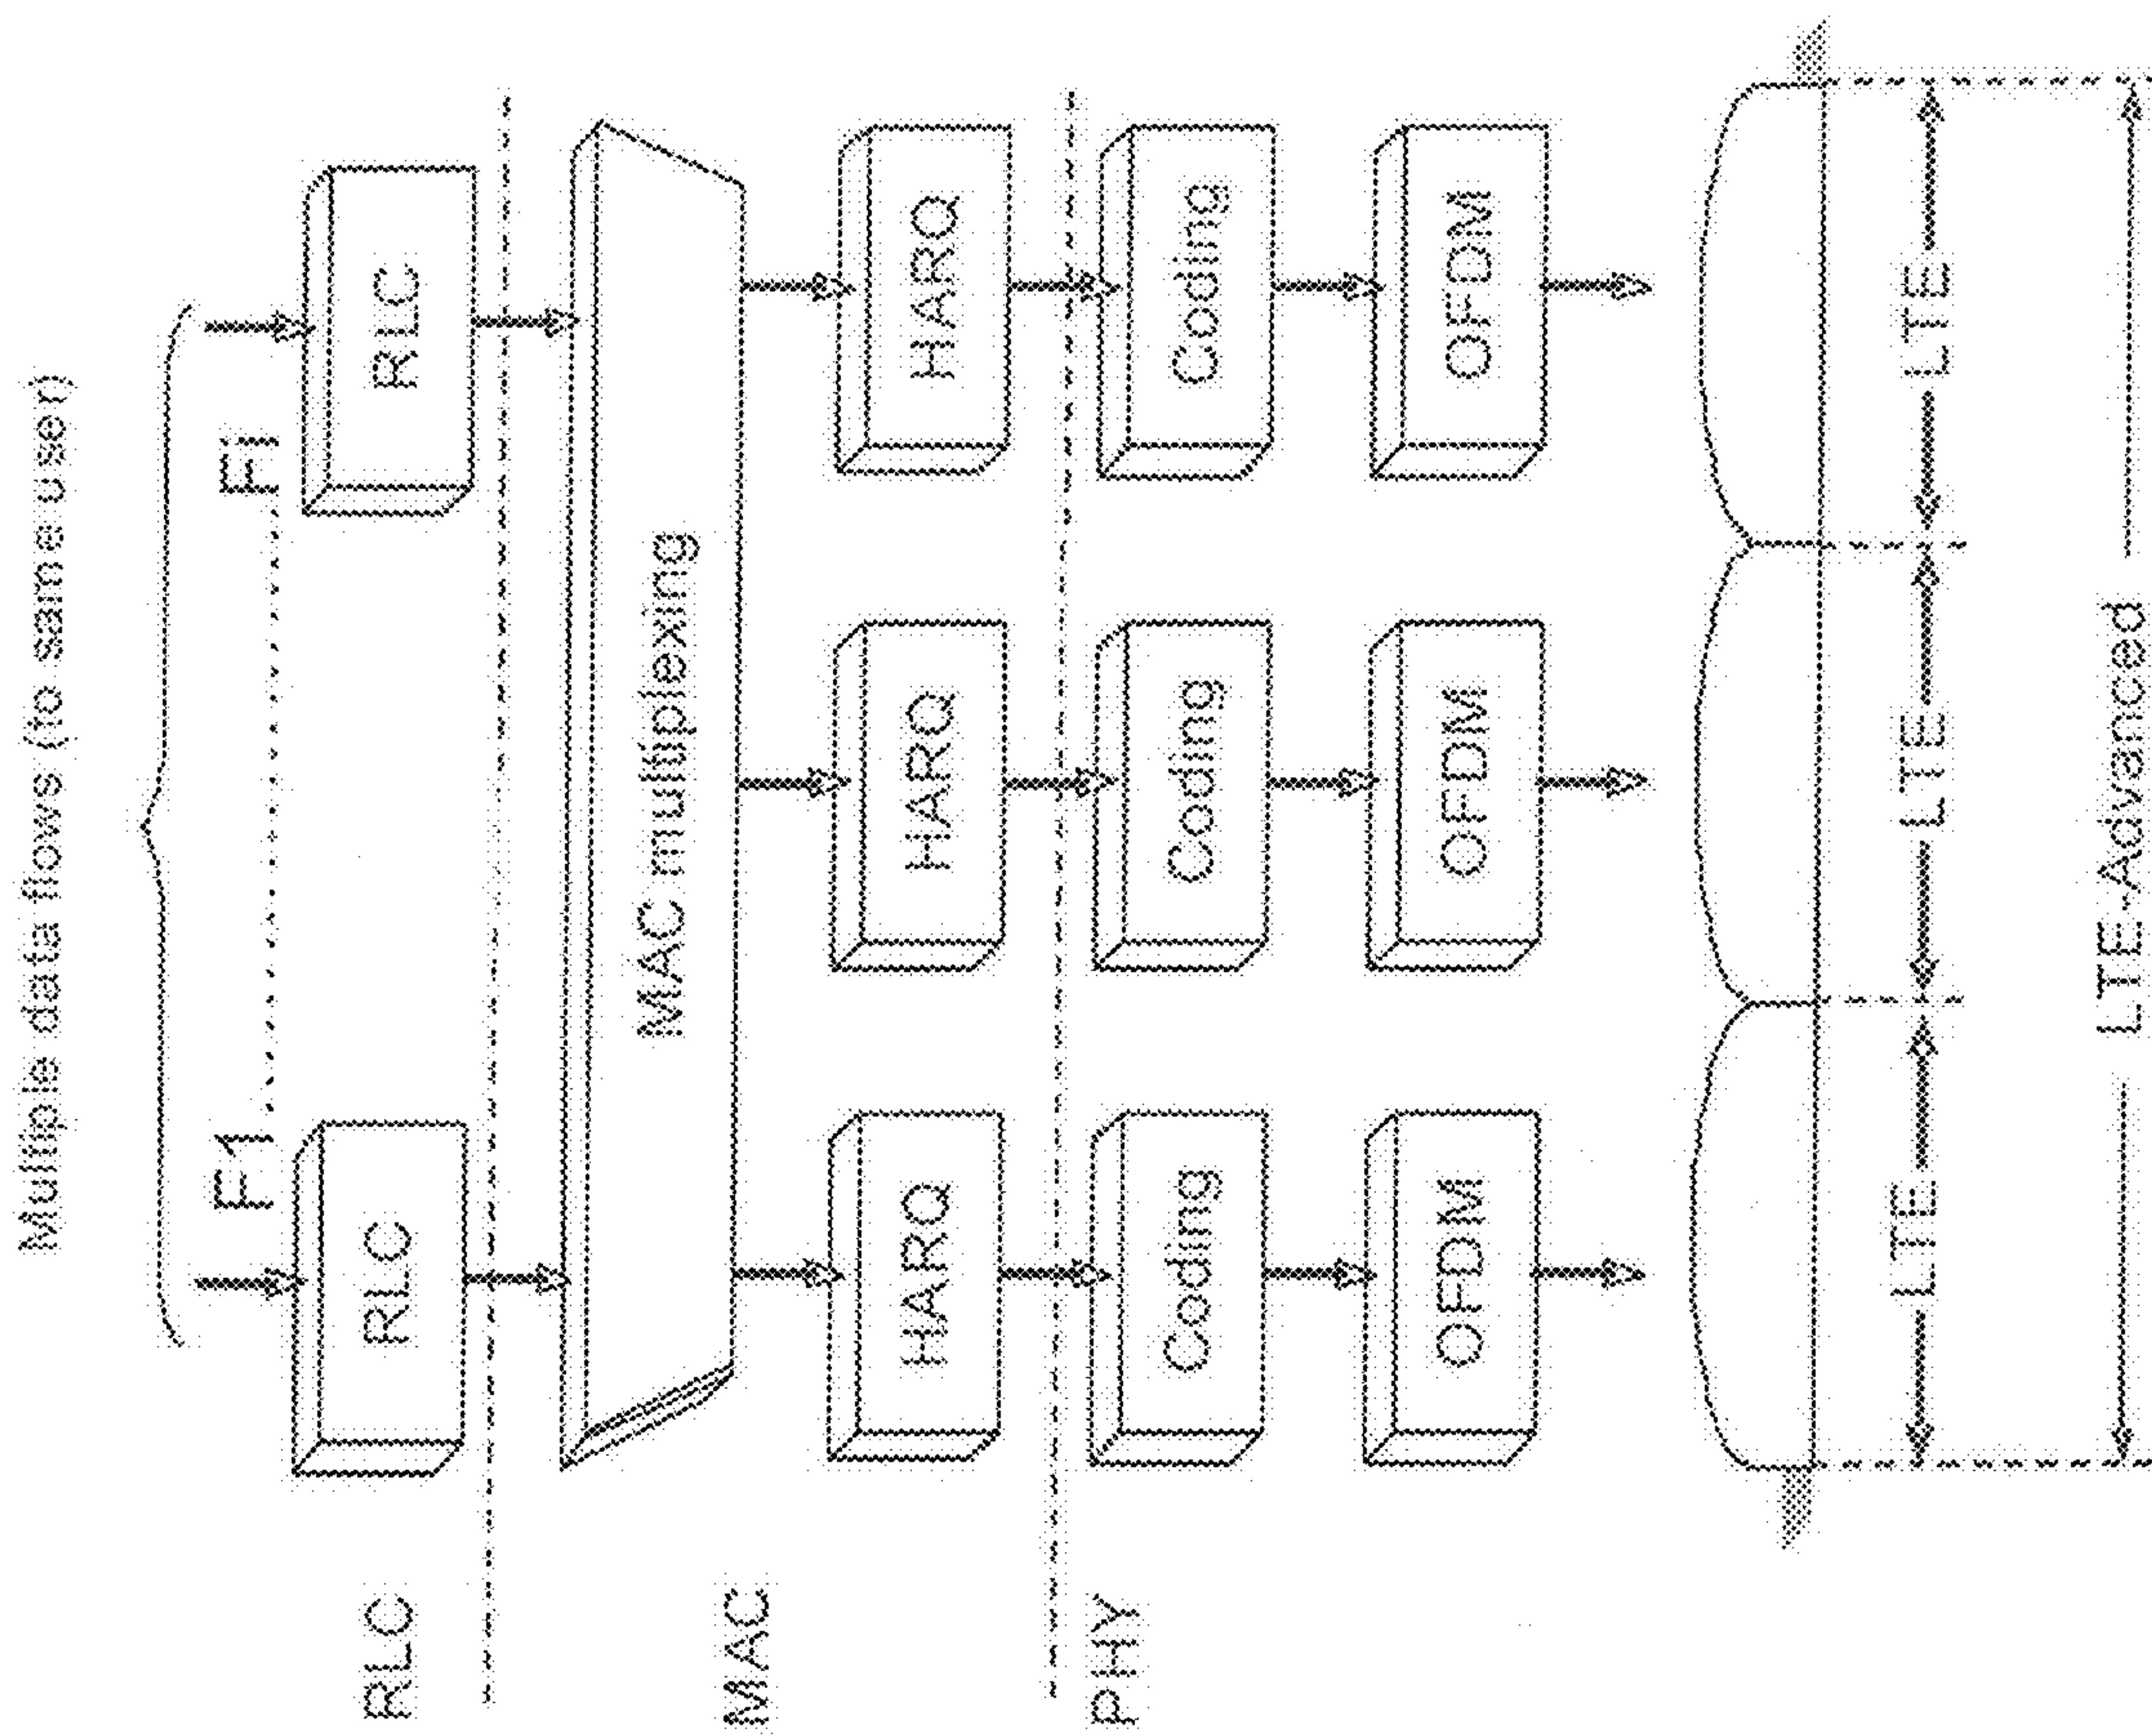 Multiple data flows (to same user)
F1 Fi
RLC RLC RLC
MAC multiplexing
MAC
HARQ HARQ HARQ
PHY Coding Coding Coding
OFDM OFDM OFDM
LTE LTE LTE
LTE-Advanced